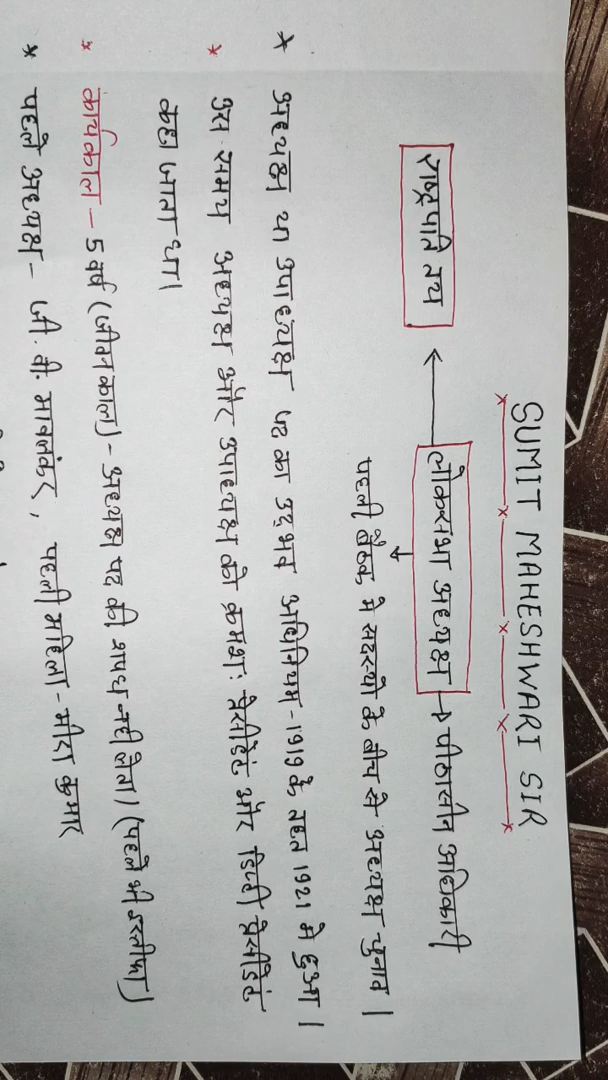 SUMIT MAHESHWARI SIR
राष्ट्रपति तय ← लोकसभा अध्यक्ष → पीठासीन अधिकारी
↓
पहली बैठक मे सदस्यो के बीच से अध्यक्ष चुनाव |
* अध्यक्ष या उपाध्यक्ष पद का उद्भव अधिनियम - 1919 के तहत 1921 मे हुआ |
* उस समय अध्यक्ष और उपाध्यक्ष को क्रमशः प्रेसीडेंट और डिप्टी प्रेसीडेंट
कहा जाता था |
* कार्यकाल - 5 वर्ष (जीवनकाल) - अध्यक्ष पद की शपथ नही लेता | (पहले भी इस्तीफा)
* पहले अध्यक्ष - जी. वी. मावलंकर, पहली महिला - मीरा कुमार